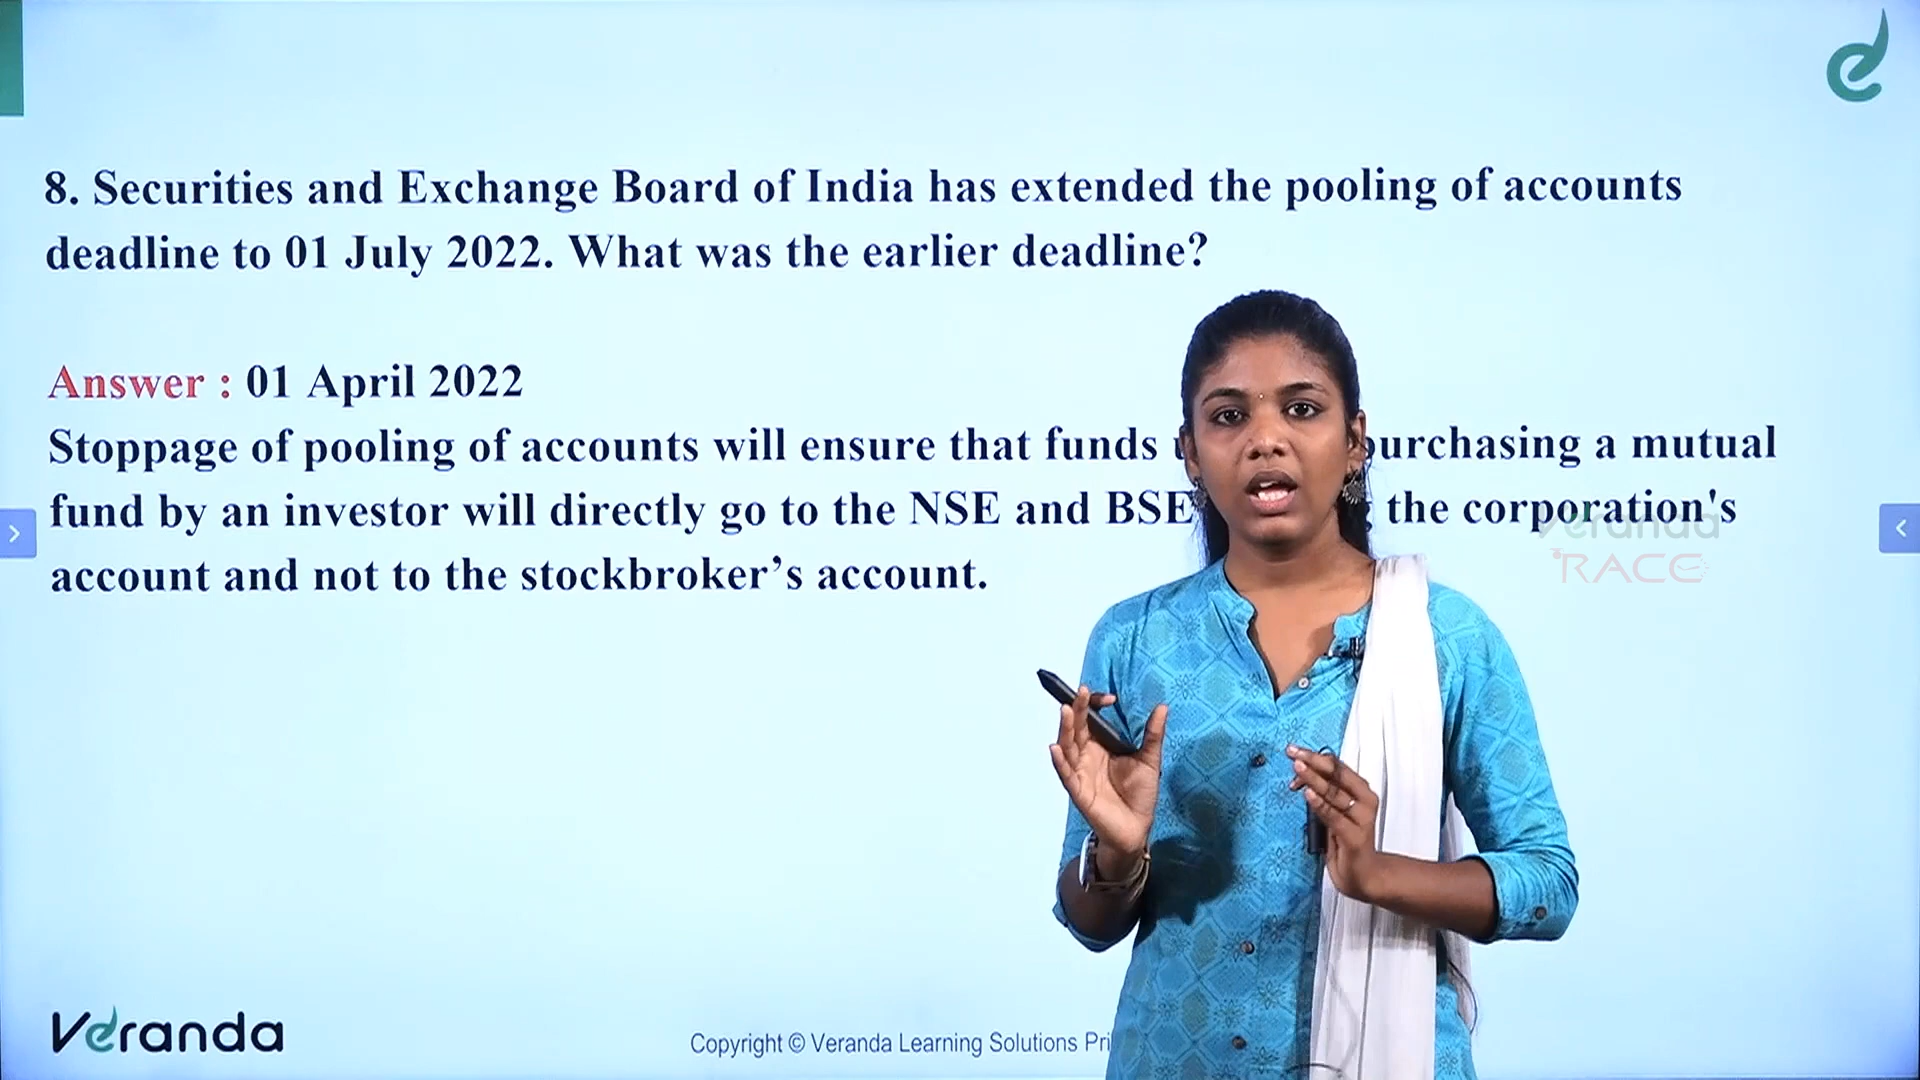 8. Securities and Exchange Board of India has extended the pooling of accounts
deadline to 01 July 2022. What was the earlier deadline?
Answer : 01 April 2022
Stoppage of pooling of accounts will ensure that funds purchasing a mutual
fund by an investor will directly go to the NSE and BSE the corporation's
account and not to the stockbroker’s account.
Veranda
RACE
Veranda
Copyright © Veranda Learning Solutions